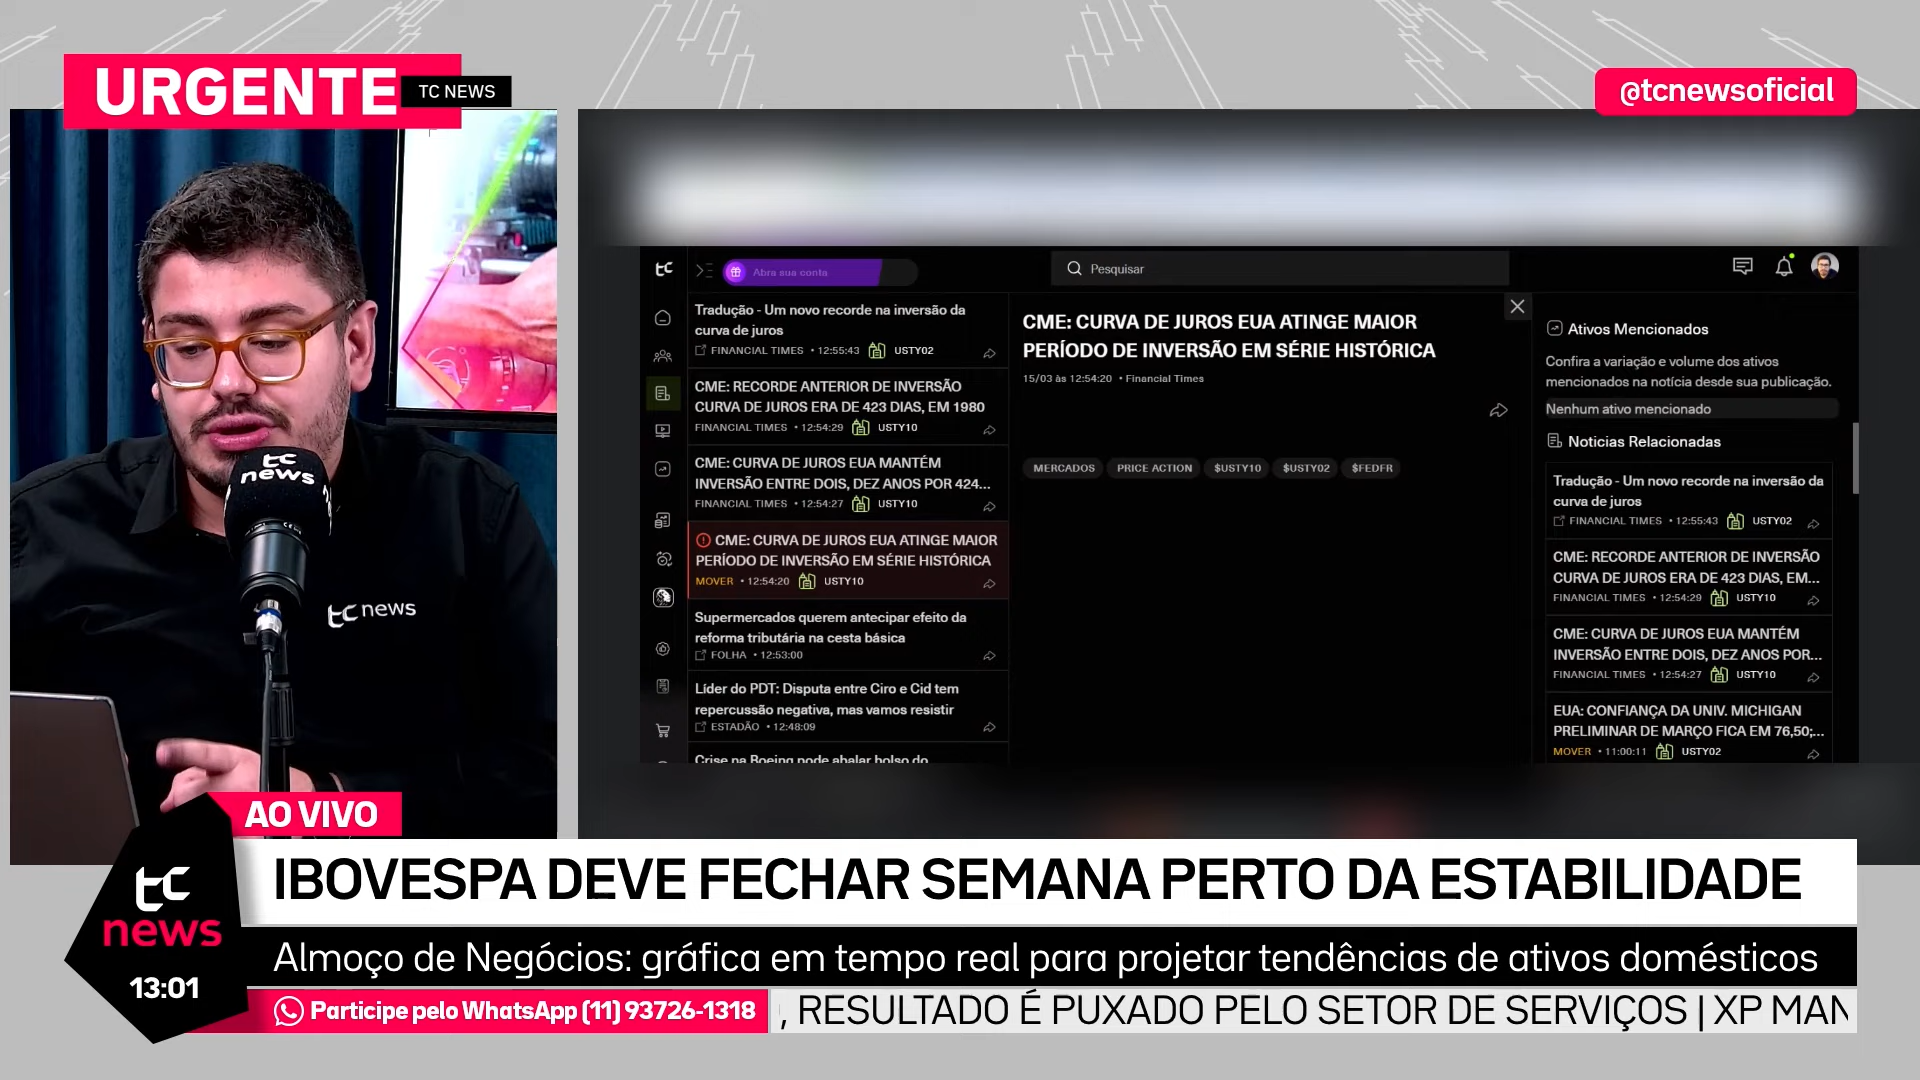 URGENTE
TC NEWS
@tcnewsoficial
tc
news
tc news
tc
Abra sua conta
Pesquisar
Tradução - Um novo recorde na inversão da
curva de juros
FINANCIAL TIMES • 12:55:43 USTY02
CME: RECORDE ANTERIOR DE INVERSÃO
CURVA DE JUROS ERA DE 423 DIAS, EM 1980
FINANCIAL TIMES • 12:54:29 USTY10
CME: CURVA DE JUROS EUA MANTÉM
INVERSÃO ENTRE DOIS, DEZ ANOS POR 424...
FINANCIAL TIMES • 12:54:27 USTY10
CME: CURVA DE JUROS EUA ATINGE MAIOR
PERÍODO DE INVERSÃO EM SÉRIE HISTÓRICA
MOVER • 12:54:20 USTY10
Supermercados querem antecipar efeito da
reforma tributária na cesta básica
FOLHA • 12:53:00
Líder do PDT: Disputa entre Ciro e Cid tem
repercussão negativa, mas vamos resistir
ESTADÃO • 12:48:09
Crise na Boeing pode abalar bolso do
CME: CURVA DE JUROS EUA ATINGE MAIOR
PERÍODO DE INVERSÃO EM SÉRIE HISTÓRICA
15/03 às 12:54:20 • Financial Times
MERCADOS PRICE ACTION $USTY10 $USTY02 $FEDFR
Ativos Mencionados
Confira a variação e volume dos ativos
mencionados na notícia desde sua publicação.
Nenhum ativo mencionado
Noticias Relacionadas
Tradução - Um novo recorde na inversão da
curva de juros
FINANCIAL TIMES • 12:55:43 USTY02
CME: RECORDE ANTERIOR DE INVERSÃO
CURVA DE JUROS ERA DE 423 DIAS, EM...
FINANCIAL TIMES • 12:54:29 USTY10
CME: CURVA DE JUROS EUA MANTÉM
INVERSÃO ENTRE DOIS, DEZ ANOS POR...
FINANCIAL TIMES • 12:54:27 USTY10
EUA: CONFIANÇA DA UNIV. MICHIGAN
PRELIMINAR DE MARÇO FICA EM 76,50;...
MOVER • 11:00:11 USTY02
AO VIVO
tc
news
13:01
IBOVESPA DEVE FECHAR SEMANA PERTO DA ESTABILIDADE
Almoço de Negócios: gráfica em tempo real para projetar tendências de ativos domésticos
Participe pelo WhatsApp (11) 93726-1318
, RESULTADO É PUXADO PELO SETOR DE SERVIÇOS | XP MAN